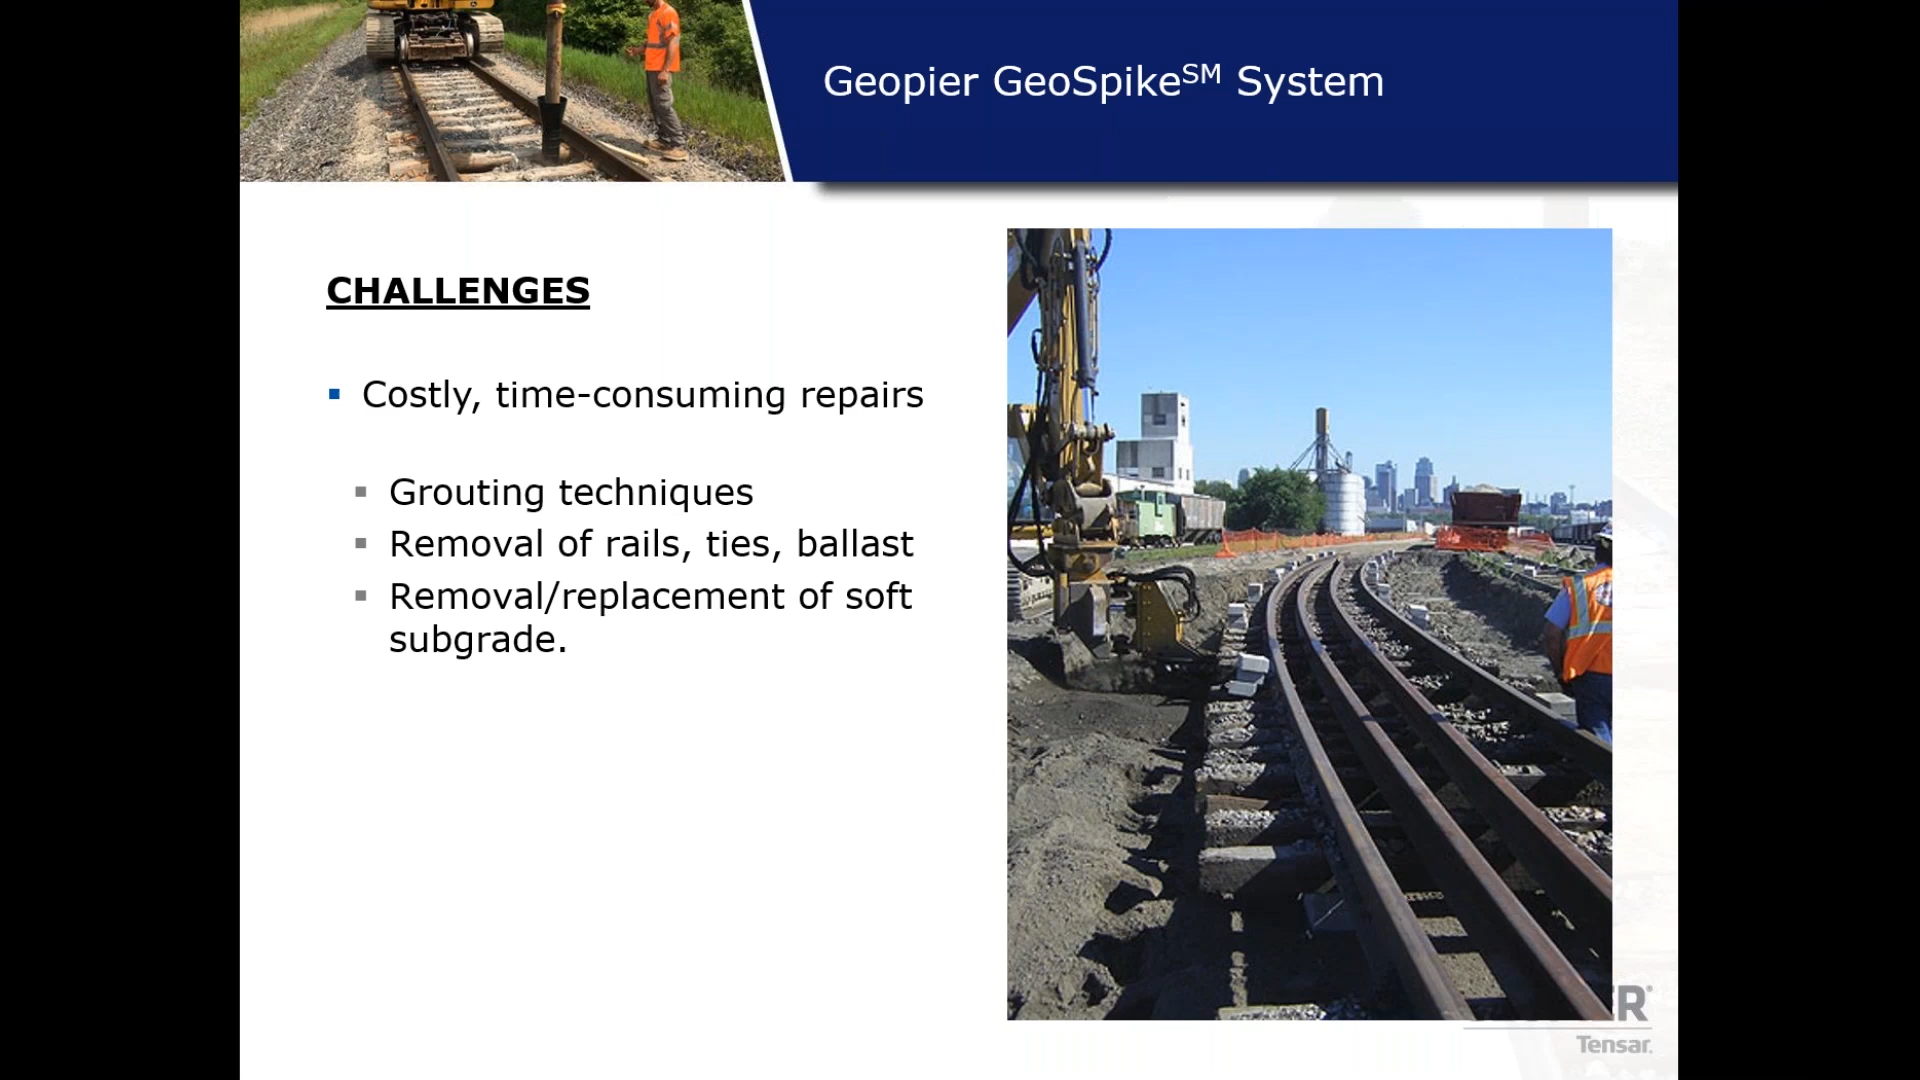 Geopier GeoSpikeSM System
CHALLENGES
Costly, time-consuming repairs
Grouting techniques
Removal of rails, ties, ballast
Removal/replacement of soft
subgrade.
Tensar.